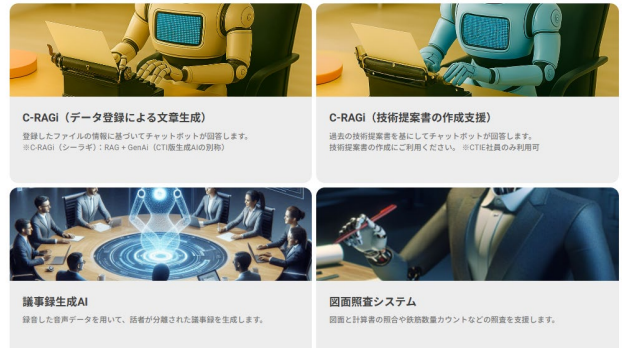 C-RAGi（データ登録による文章生成）
登録したファイルの情報に基づいてチャットボットが回答します。
※C-RAGi（シーラギ）：RAG + GenAi（CTI版生成AIの別称）
C-RAGi（技術提案書の作成支援）
過去の技術提案書を基にしてチャットボットが回答します。
技術提案書の作成にご利用ください。 ※CTIE社員のみ利用可
議事録生成AI
録音した音声データを用いて、話者が分離された議事録を生成します。
図面照査システム
図面と計算書の照合や鉄筋数量カウントなどの照査を支援します。